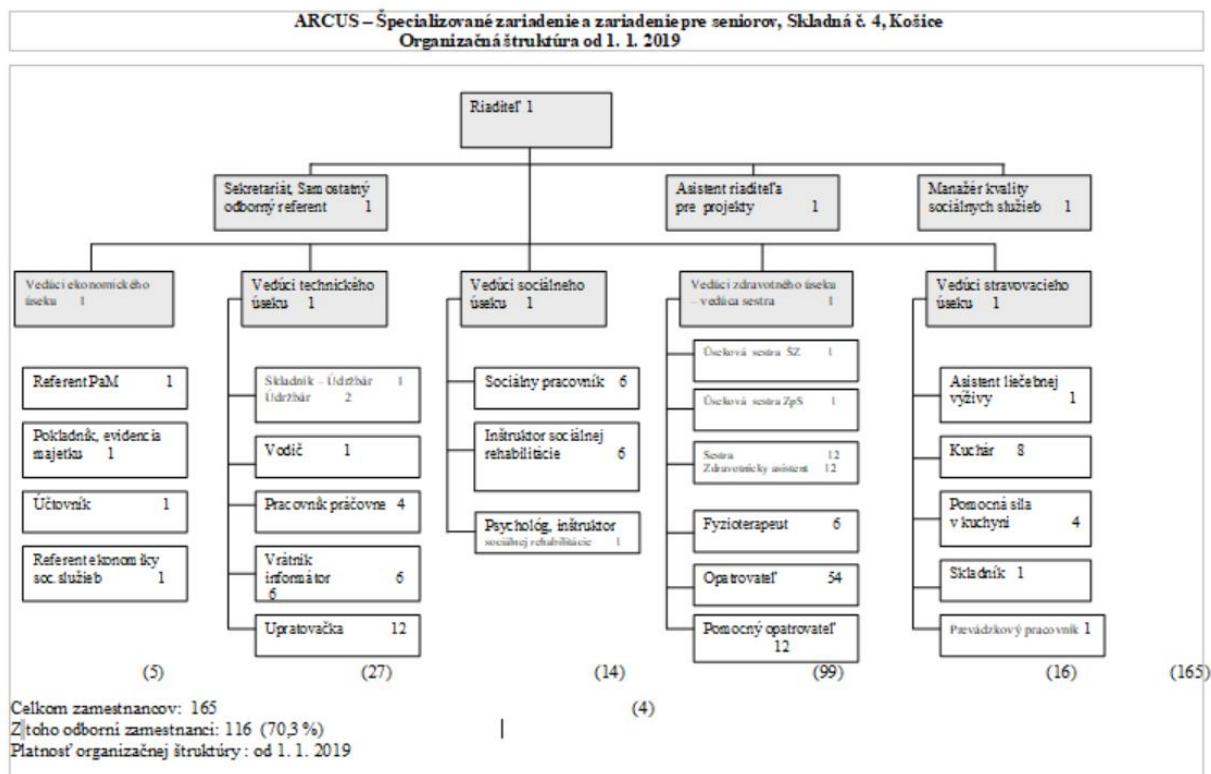 ARCUS – Špecializované zariadenie a zariadenie pre seniorov, Skladná č. 4, Košice
Organizačná štruktúra od 1. 1. 2019
Riaditeľ 1
Sekretariát, Samostatný
odborný referent 1
Asistent riaditeľa
pre projekty 1
Manažér kvality
sociálnych služieb 1
Vedúci ekonomického
úseku 1
Vedúci technického
úseku 1
Vedúci sociálneho
úseku 1
Vedúci zdravotného úseku
– vedúca sestra 1
Vedúci stravovacieho
úseku 1
Referent PaM 1
Pokladník, evidencia
majetku 1
Účtovník 1
Referent ekonomiky
soc. služieb 1
Skladník – Údržbár 1
Údržbár 2
Vodič 1
Pracovník práčovne 4
Vrátnik
informátor 6
6
Upratovačka 12
Sociálny pracovník 6
Inštruktor sociálnej
rehabilitácie 6
Psychológ, inštruktor
sociálnej rehabilitácie 1
Úseková sestra ŠZ 1
Úseková sestra ZpS 1
Sestra 12
Zdravotnícky asistent 12
Fyzioterapeut 6
Opatrovateľ 54
Pomocný opatrovateľ
12
Asistent liečebnej
výživy 1
Kuchár 8
Pomocná sila
v kuchyni 4
Skladník 1
Prevádzkový pracovník 1
(5) (27) (14) (99) (16) (165)
Celkom zamestnancov: 165 (4)
Z toho odborní zamestnanci: 116 (70,3 %)
Platnosť organizačnej štruktúry : od 1. 1. 2019